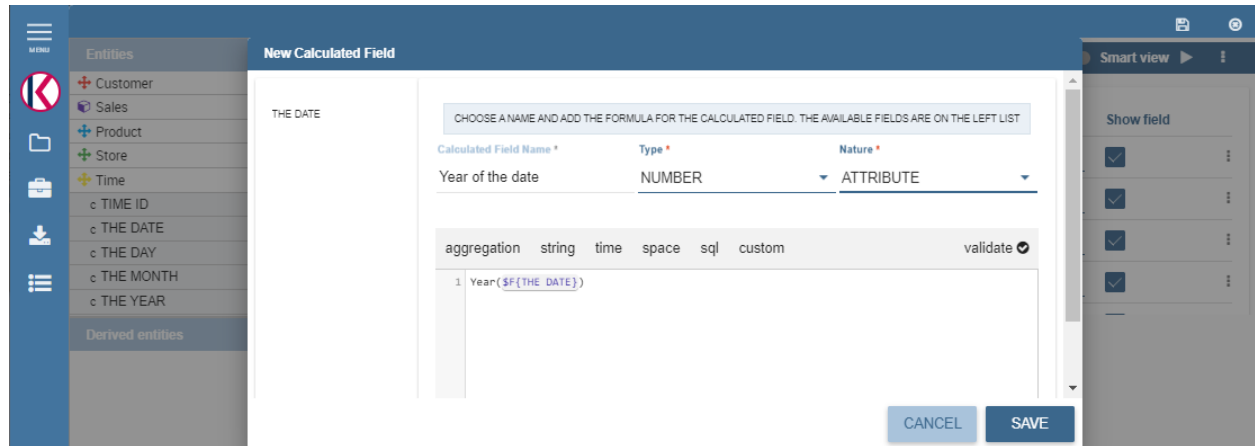 MENU
Entities
New Calculated Field
Smart view
Customer
Sales
Product
Store
Time
c TIME ID
c THE DATE
c THE DAY
c THE MONTH
c THE YEAR
Derived entities
THE DATE
CHOOSE A NAME AND ADD THE FORMULA FOR THE CALCULATED FIELD. THE AVAILABLE FIELDS ARE ON THE LEFT LIST
Calculated Field Name * Type * Nature *
Year of the date NUMBER ATTRIBUTE
aggregation string time space sql custom validate
1 Year($F{THE DATE})
Show field
CANCEL SAVE